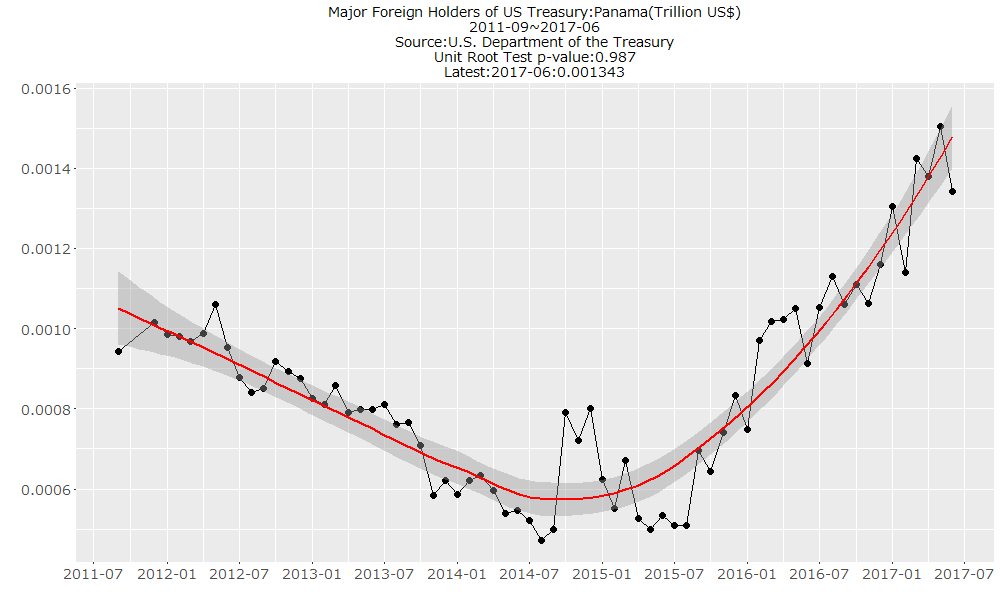 Major Foreign Holders of US Treasury:Panama(Trillion US$)
2011-09~2017-06
Source:U.S. Department of the Treasury
Unit Root Test p-value:0.987
Latest:2017-06:0.001343
0.0016
0.0014
0.0012
0.0010
0.0008
0.0006
2011-07 2012-01 2012-07 2013-01 2013-07 2014-01 2014-07 2015-01 2015-07 2016-01 2016-07 2017-01 2017-07